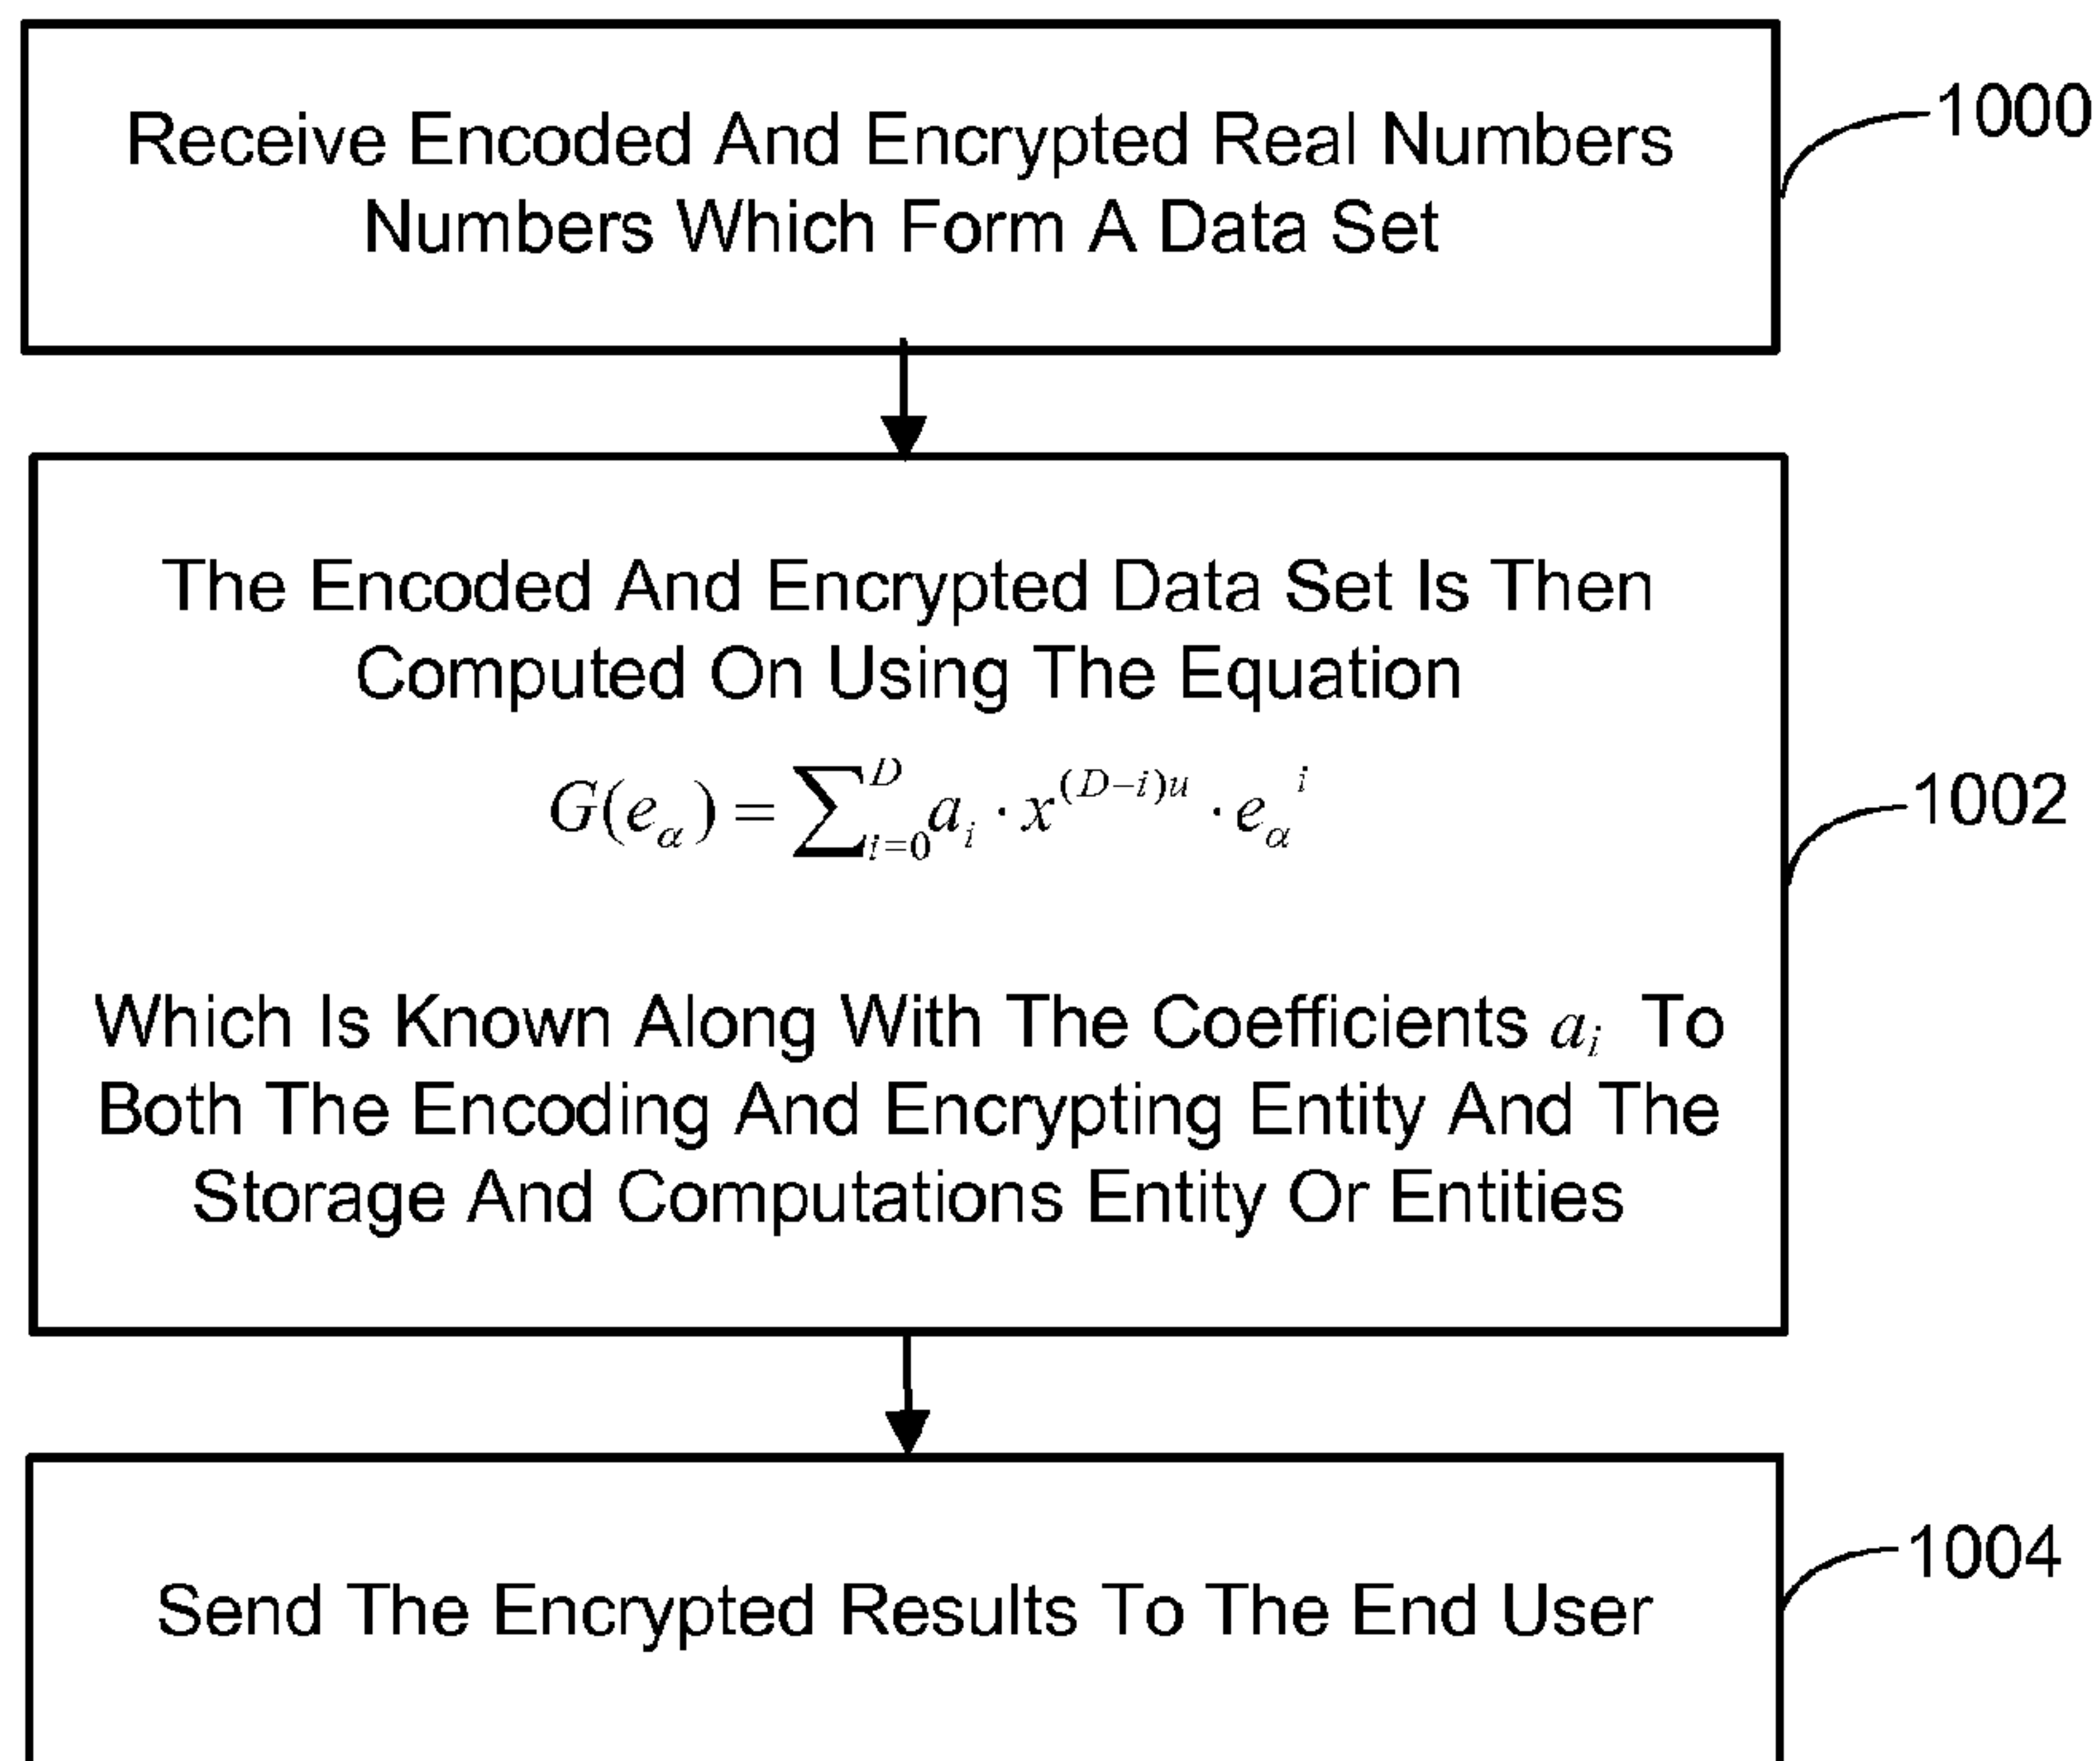 Receive Encoded And Encrypted Real Numbers
Numbers Which Form A Data Set
1000
The Encoded And Encrypted Data Set Is Then
Computed On Using The Equation
G(e_α) = ∑_{i=0}^{D} a_i · x^{(D−i)u} · e_α^i
1002
Which Is Known Along With The Coefficients a_i To
Both The Encoding And Encrypting Entity And The
Storage And Computations Entity Or Entities
1004
Send The Encrypted Results To The End User